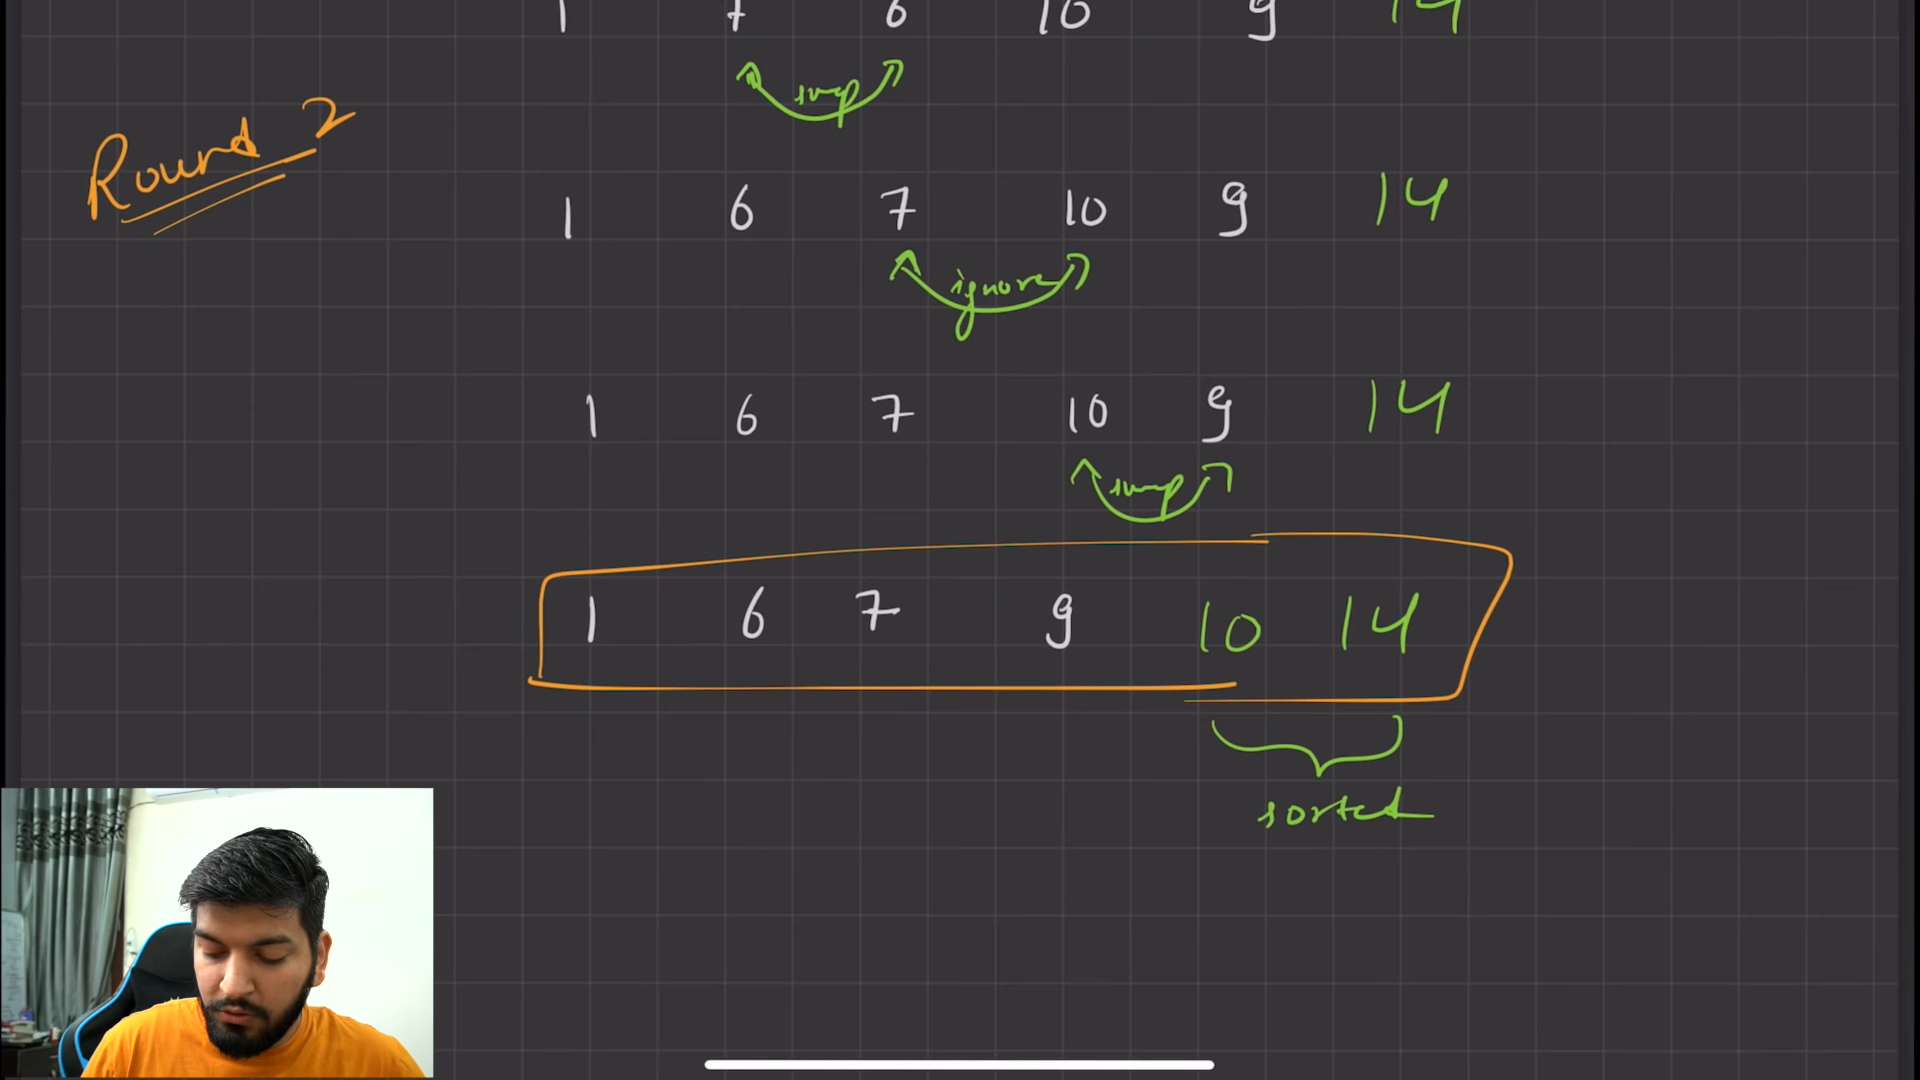 1 7 6 10 9 14
swap
Round 2
1 6 7 10 9 14
ignore
1 6 7 10 9 14
swap
1 6 7 9 10 14
sorted